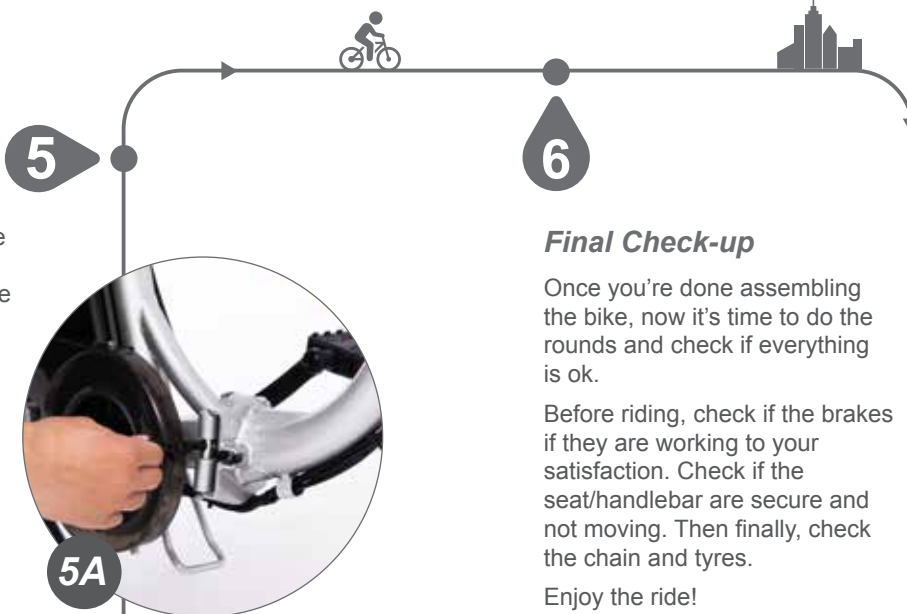 5
6
e
e
5A
Final Check-up
Once you're done assembling
the bike, now it's time to do the
rounds and check if everything
is ok.
Before riding, check if the brakes
if they are working to your
satisfaction. Check if the
seat/handlebar are secure and
not moving. Then finally, check
the chain and tyres.
Enjoy the ride!